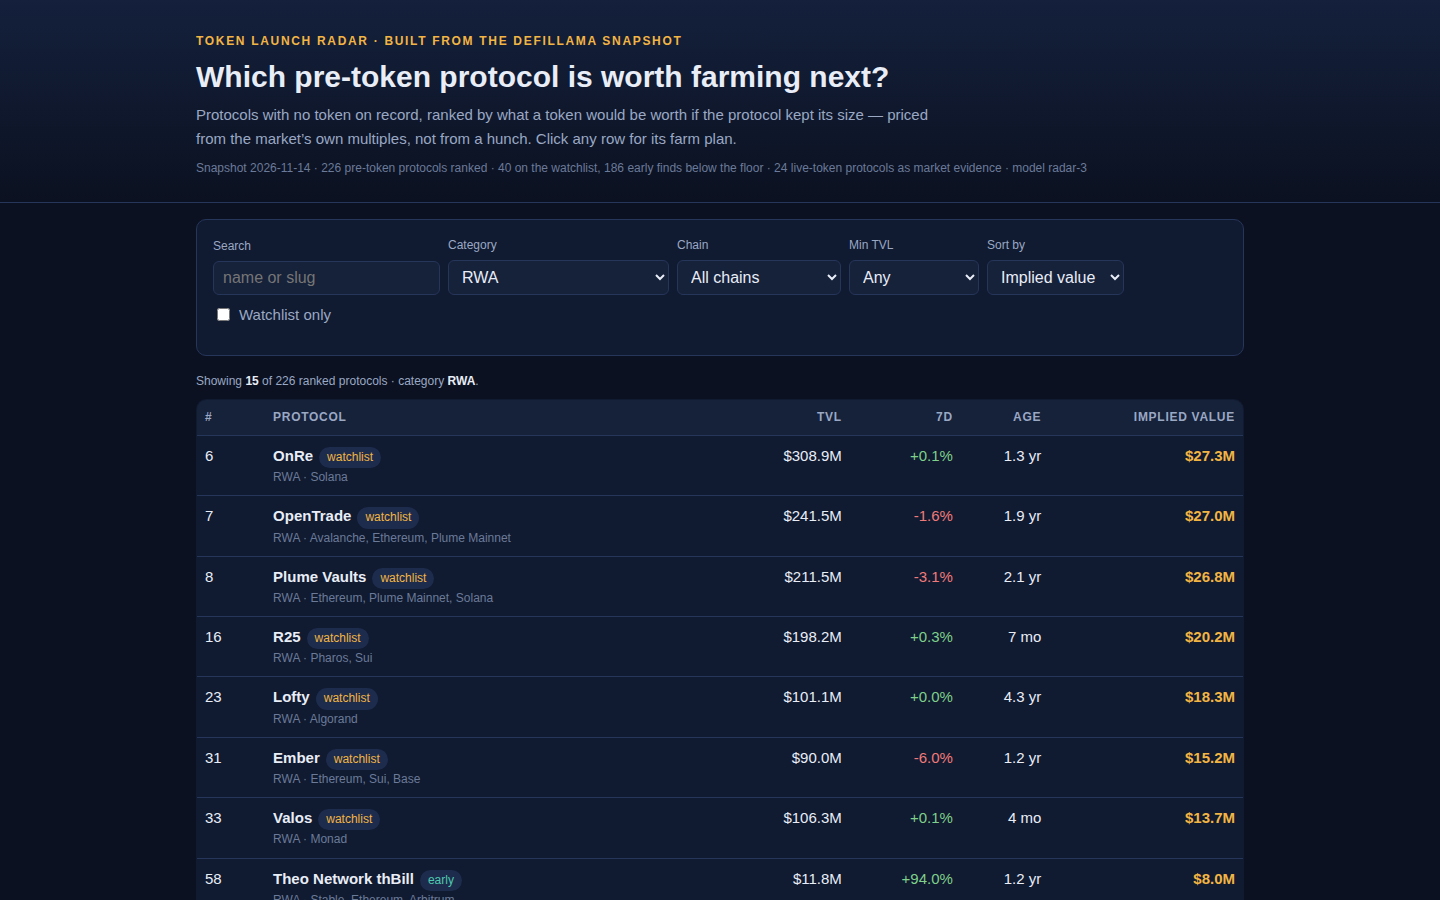 TOKEN LAUNCH RADAR · BUILT FROM THE DEFILLAMA SNAPSHOT
Which pre-token protocol is worth farming next?
Protocols with no token on record, ranked by what a token would be worth if the protocol kept its size — priced
from the market’s own multiples, not from a hunch. Click any row for its farm plan.
Snapshot 2026-11-14 · 226 pre-token protocols ranked · 40 on the watchlist, 186 early finds below the floor · 24 live-token protocols as market evidence · model radar-3
Search Category Chain Min TVL Sort by
name or slug RWA All chains Any Implied value
Watchlist only
Showing 15 of 226 ranked protocols · category RWA.
# PROTOCOL TVL 7D AGE IMPLIED VALUE
6 OnRe watchlist $308.9M +0.1% 1.3 yr $27.3M
RWA · Solana
7 OpenTrade watchlist $241.5M -1.6% 1.9 yr $27.0M
RWA · Avalanche, Ethereum, Plume Mainnet
8 Plume Vaults watchlist $211.5M -3.1% 2.1 yr $26.8M
RWA · Ethereum, Plume Mainnet, Solana
16 R25 watchlist $198.2M +0.3% 7 mo $20.2M
RWA · Pharos, Sui
23 Lofty watchlist $101.1M +0.0% 4.3 yr $18.3M
RWA · Algorand
31 Ember watchlist $90.0M -6.0% 1.2 yr $15.2M
RWA · Ethereum, Sui, Base
33 Valos watchlist $106.3M +0.1% 4 mo $13.7M
RWA · Monad
58 Theo Network thBill early $11.8M +94.0% 1.2 yr $8.0M
RWA · Stable, Ethereum, Arbitrum